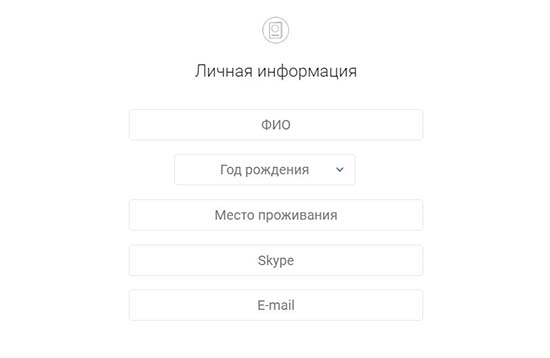 Личная информация
ФИО
Год рождения
Место проживания
Skype
E-mail